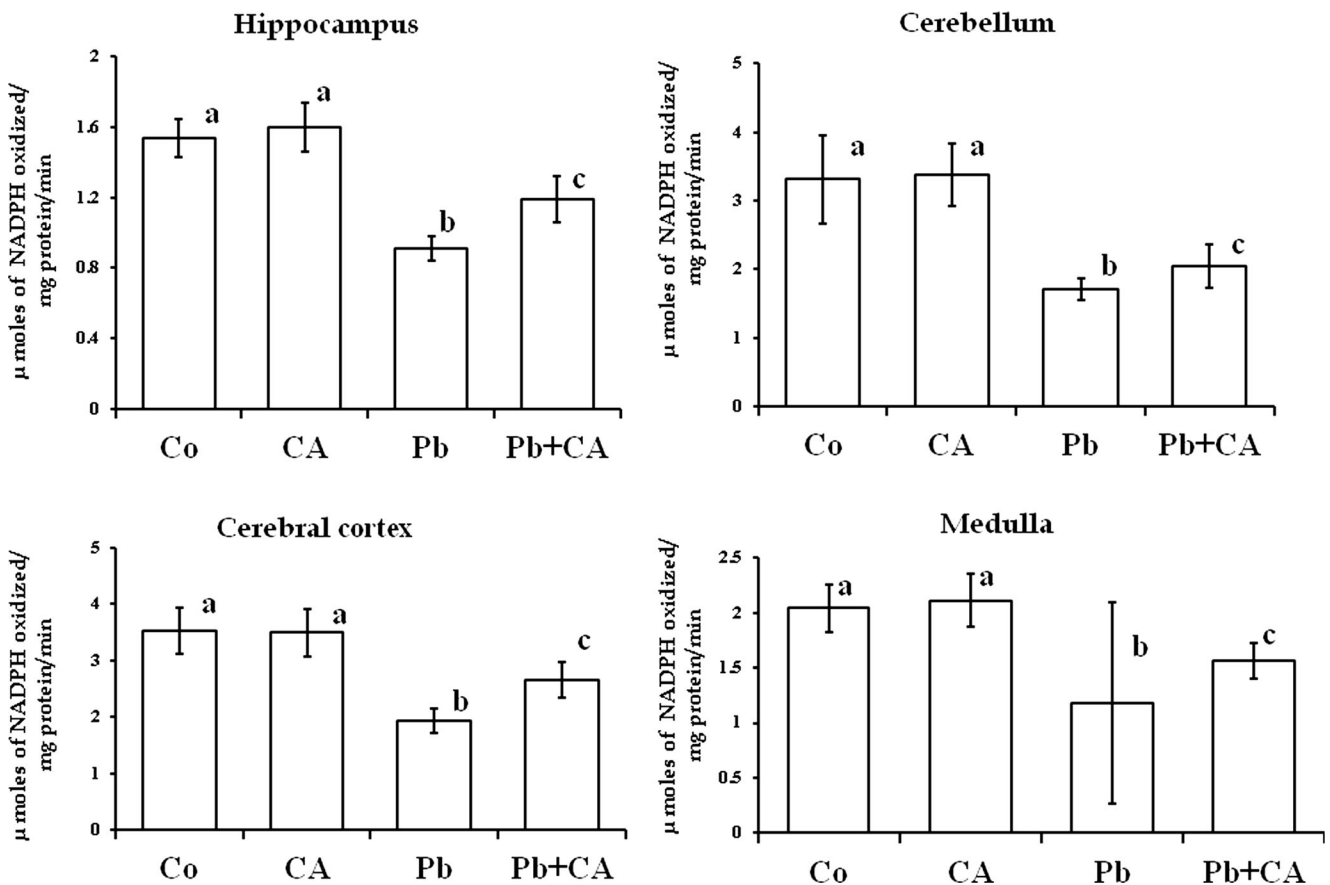 Hippocampus
µ moles of NADPH oxidized/
mg protein/min
2
1.6
1.2
0.8
0.4
0
a
a
b
c
Co CA Pb Pb+CA
Cerebellum
µ moles of NADPH oxidized/
mg protein/min
5
4
3
2
1
0
a
a
b
c
Co CA Pb Pb+CA
Cerebral cortex
µ moles of NADPH oxidized/
mg protein/min
5
4
3
2
1
0
a
a
b
c
Co CA Pb Pb+CA
Medulla
µ moles of NADPH oxidized/
mg protein/min
2.5
2
1.5
1
0.5
0
a
a
b
c
Co CA Pb Pb+CA